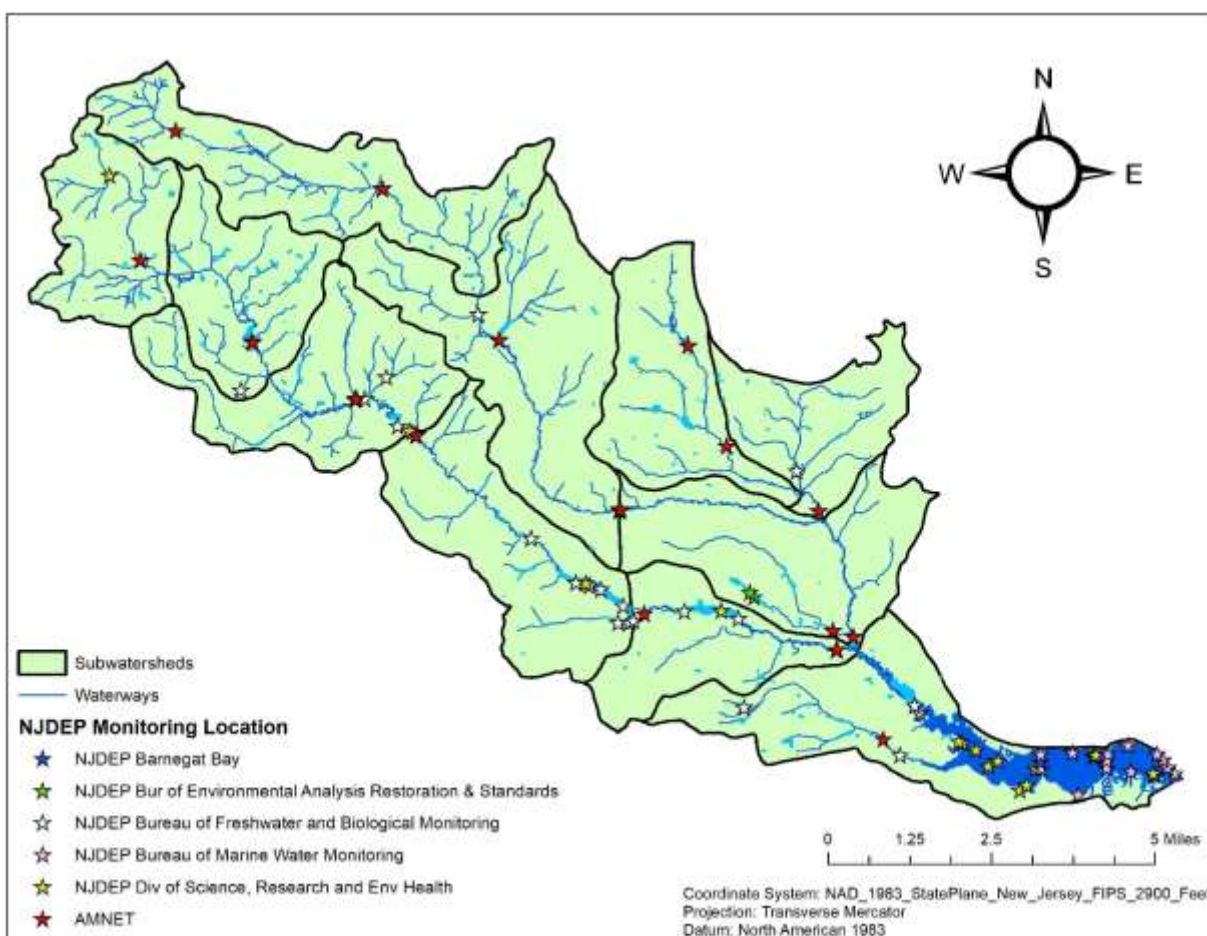 N
W E
S
Subwatersheds
Waterways
NJDEP Monitoring Location
NJDEP Barnegat Bay
NJDEP Bur of Environmental Analysis Restoration & Standards
NJDEP Bureau of Freshwater and Biological Monitoring
NJDEP Bureau of Marine Water Monitoring
NJDEP Div of Science, Research and Env Health
AMNET
0 1.25 2.5 5 Miles
Coordinate System: NAD_1983_StatePlane_New_Jersey_FIPS_2900_Feet
Projection: Transverse Mercator
Datum: North American 1983